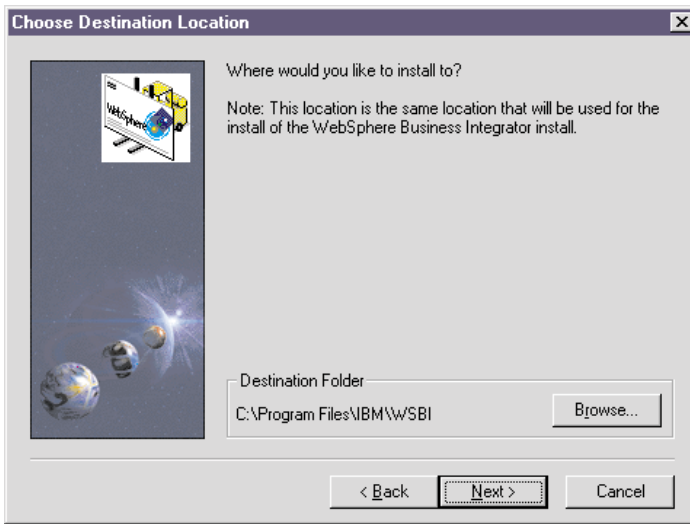 Choose Destination Location
Where would you like to install to?
Note: This location is the same location that will be used for the
install of the WebSphere Business Integrator install.
WebSphere
Destination Folder
C:\Program Files\IBM\WSBI
Browse...
< Back
Next >
Cancel